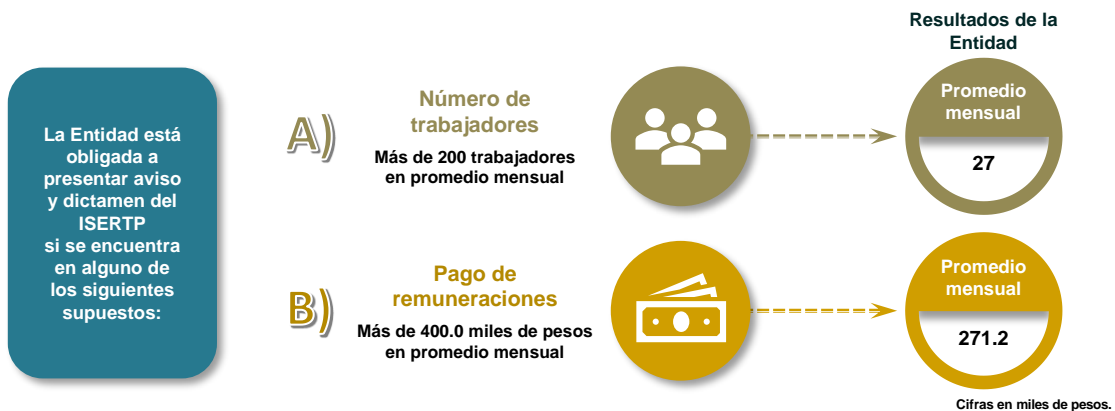 La Entidad está
obligada a
presentar aviso
y dictamen del
ISERTP
si se encuentra
en alguno de
los siguientes
supuestos:
A)
Número de
trabajadores
Más de 200 trabajadores
en promedio mensual
Resultados de la
Entidad
Promedio
mensual
27
B)
Pago de
remuneraciones
Más de 400.0 miles de pesos
en promedio mensual
Promedio
mensual
271.2
Cifras en miles de pesos.